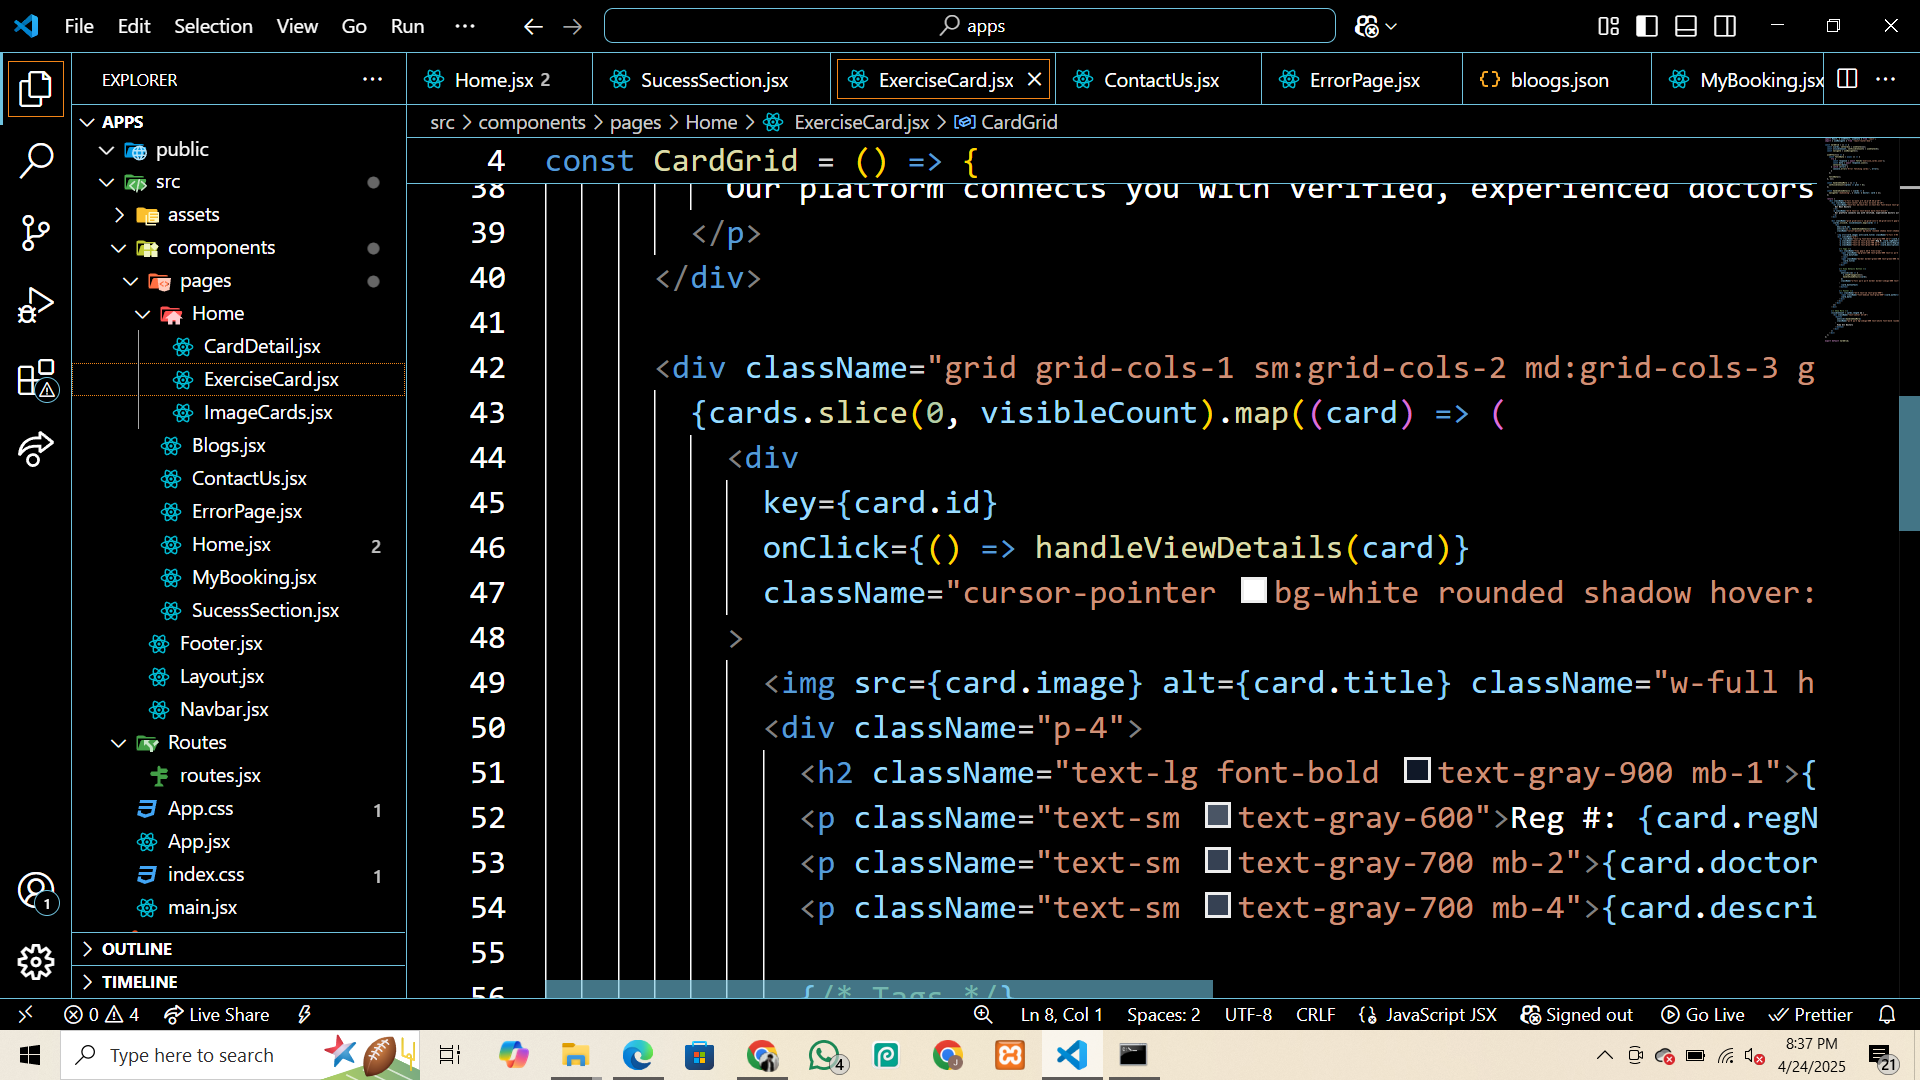 File Edit Selection View Go Run ··· apps
EXPLORER ···
APPS
public
src
assets
components
pages
Home
CardDetail.jsx
ExerciseCard.jsx
ImageCards.jsx
Blogs.jsx
ContactUs.jsx
ErrorPage.jsx
Home.jsx 2
MyBooking.jsx
SucessSection.jsx
Footer.jsx
Layout.jsx
Navbar.jsx
Routes
routes.jsx
App.css 1
App.jsx
index.css 1
main.jsx
OUTLINE
TIMELINE
1
Home.jsx 2 SucessSection.jsx ExerciseCard.jsx ContactUs.jsx ErrorPage.jsx {} bloogs.json MyBooking.jsx ···
src > components > pages > Home > ExerciseCard.jsx > CardGrid
4 const CardGrid = () => {
38 Our platform connects you with verified, experienced doctors
39 </p>
40 </div>
41
42 <div className="grid grid-cols-1 sm:grid-cols-2 md:grid-cols-3 g
43 {cards.slice(0, visibleCount).map((card) => (
44 <div
45 key={card.id}
46 onClick={() => handleViewDetails(card)}
47 className="cursor-pointer bg-white rounded shadow hover:
48 >
49 <img src={card.image} alt={card.title} className="w-full h
50 <div className="p-4">
51 <h2 className="text-lg font-bold text-gray-900 mb-1">{
52 <p className="text-sm text-gray-600">Reg #: {card.regN
53 <p className="text-sm text-gray-700 mb-2">{card.doctor
54 <p className="text-sm text-gray-700 mb-4">{card.descri
55
56 {/* Tags */}
0 4 Live Share Ln 8, Col 1 Spaces: 2 UTF-8 CRLF JavaScript JSX Signed out Go Live Prettier
Type here to search 4 8:37 PM
4/24/2025 21